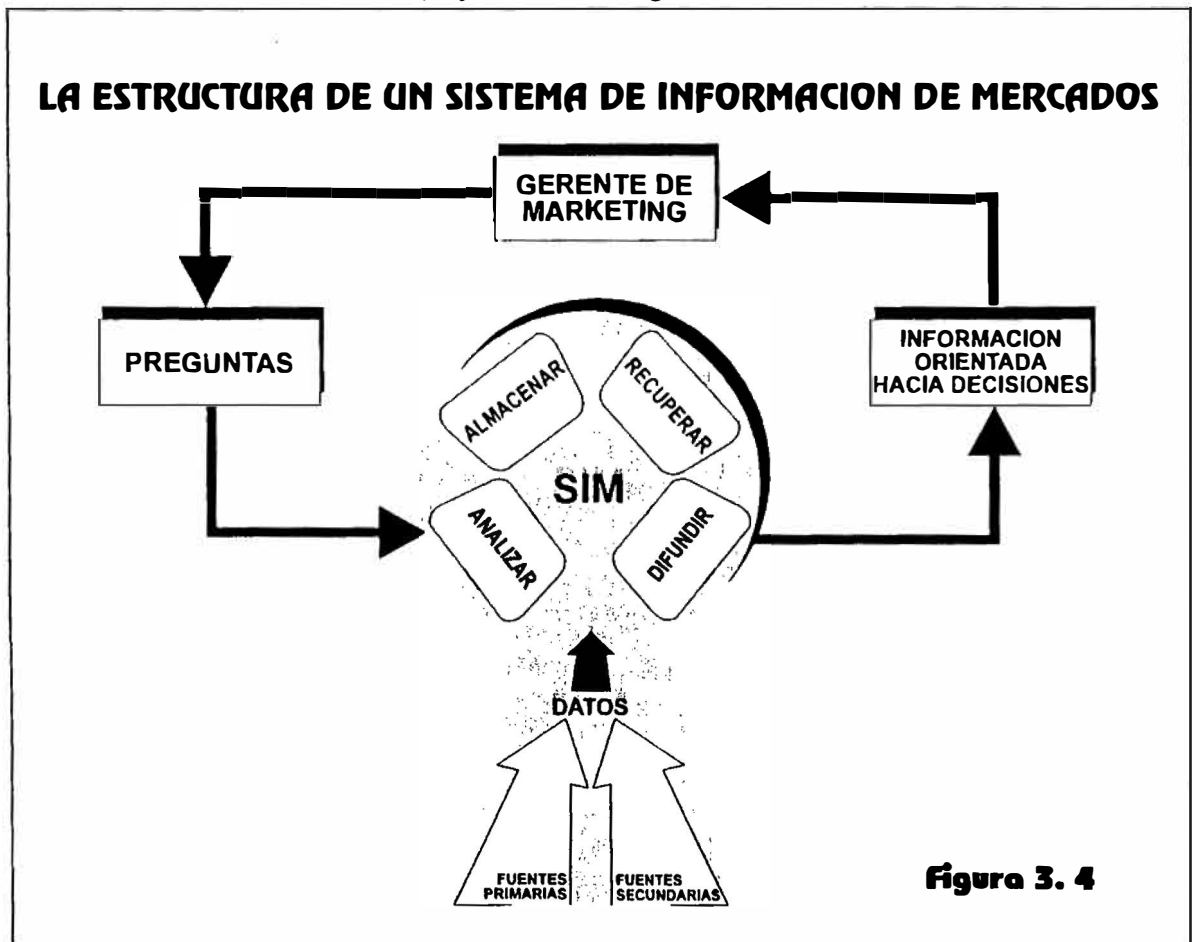 LA ESTRUCTURA DE UN SISTEMA DE INFORMACION DE MERCADOS
GERENTE DE
MARKETING
PREGUNTAS
INFORMACION
ORIENTADA
HACIA DECISIONES
ALMACENAR
RECUPERAR
SIM
ANALIZAR
DIFUNDIR
DATOS
FUENTES
PRIMARIAS
FUENTES
SECUNDARIAS
Figura 3. 4